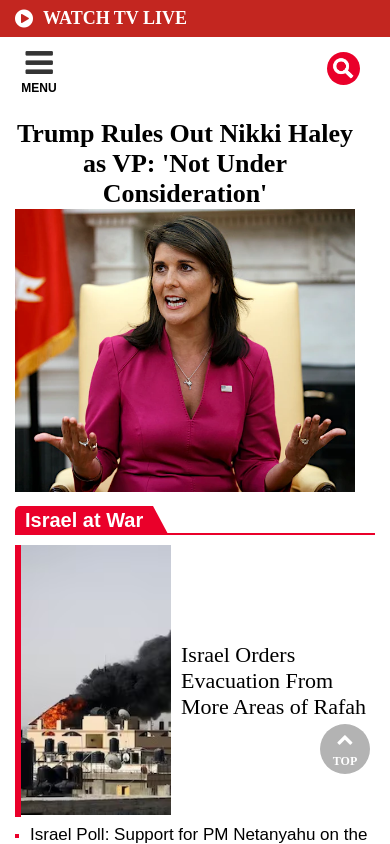 WATCH TV LIVE
MENU
Trump Rules Out Nikki Haley
as VP: 'Not Under
Consideration'
Israel at War
Israel Orders
Evacuation From
More Areas of Rafah
TOP
Israel Poll: Support for PM Netanyahu on the